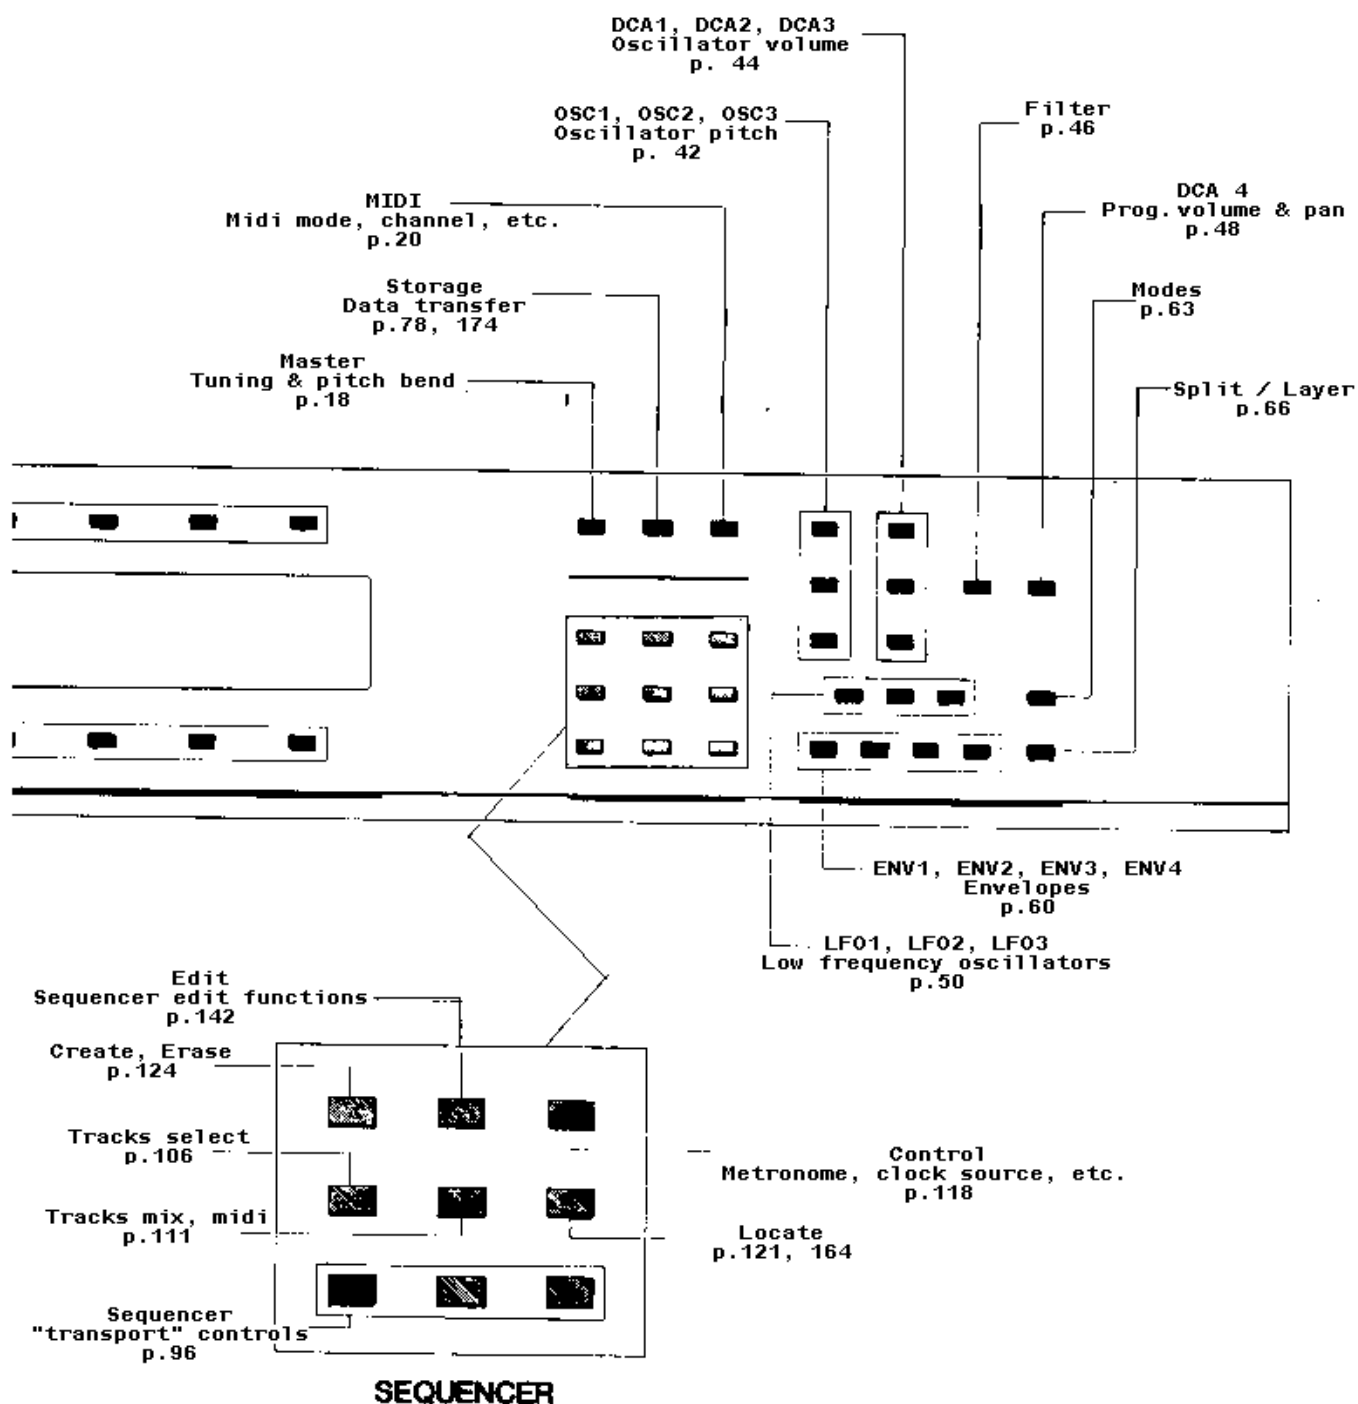 DCA1, DCA2, DCA3
Oscillator volume
p. 44
OSC1, OSC2, OSC3
Oscillator pitch
p. 42
Filter
p.46
MIDI
Midi mode, channel, etc.
p.20
DCA 4
Prog.volume & pan
p.48
Storage
Data transfer
p.78, 174
Modes
p.63
Master
Tuning & pitch bend
p.18
Split / Layer
p.66
ENV1, ENV2, ENV3, ENV4
Envelopes
p.60
LFO1, LFO2, LFO3
Low frequency oscillators
p.50
Edit
Sequencer edit functions
p.142
Create, Erase
p.124
Tracks select
p.106
Control
Metronome, clock source, etc.
p.118
Tracks mix, midi
p.111
Locate
p.121, 164
Sequencer
"transport" controls
p.96
SEQUENCER